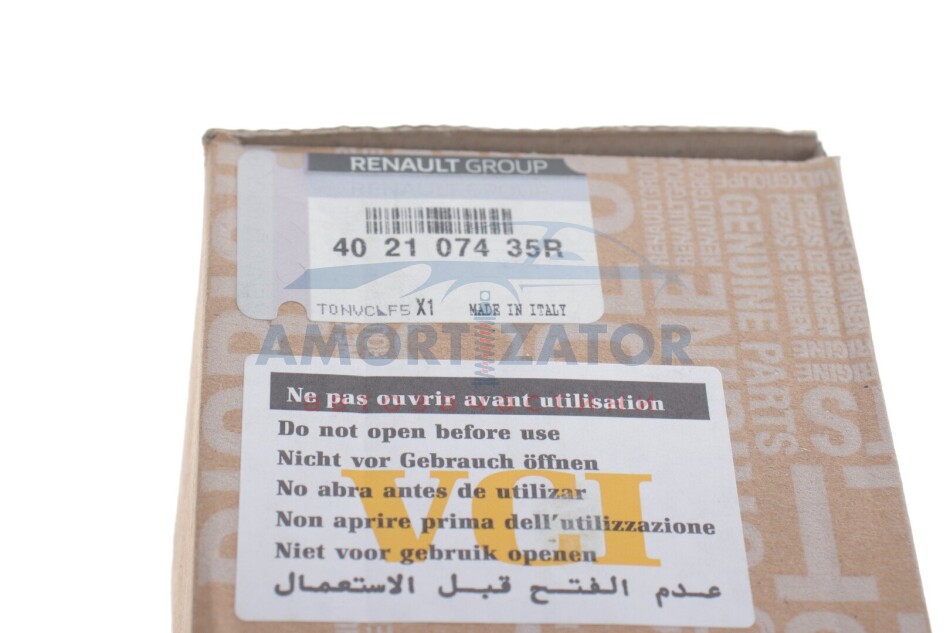 RENAULT GROUP
40 21 074 35R
TONVCLF5 X1 MADE IN ITALY
AMORTIZATOR
Ne pas ouvrir avant utilisation
Do not open before use
Nicht vor Gebrauch öffnen
No abra antes de utilizar
Non aprire prima dell'utilizzazione
Niet voor gebruik openen
عدم الفتح قبل الاستعمال
VCI
GENUINE PARTS